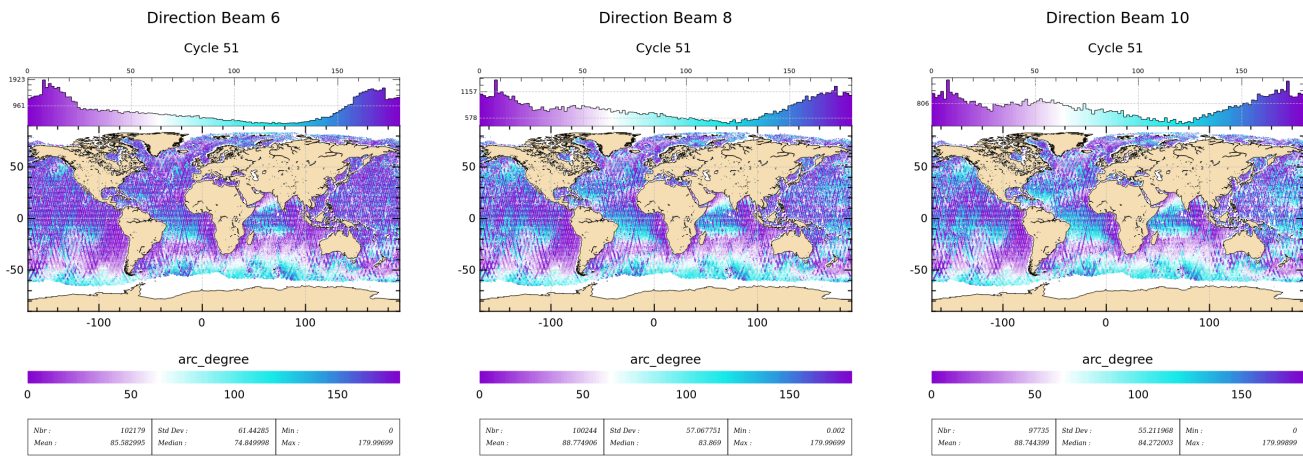 Direction Beam 6
Cycle 51
0 50 100 150
1923
961
50
0
-50
-100 0 100
arc_degree
0 50 100 150
Nbr : 102179 Std Dev : 61.44285 Min : 0
Mean : 85.582995 Median : 74.849998 Max : 179.99699
Direction Beam 8
Cycle 51
0 50 100 150
1157
578
50
0
-50
-100 0 100
arc_degree
0 50 100 150
Nbr : 100244 Std Dev : 57.067751 Min : 0.002
Mean : 88.774906 Median : 83.869 Max : 179.99699
Direction Beam 10
Cycle 51
0 50 100 150
806
50
0
-50
-100 0 100
arc_degree
0 50 100 150
Nbr : 97735 Std Dev : 55.211968 Min : 0
Mean : 88.744399 Median : 84.272003 Max : 179.99899